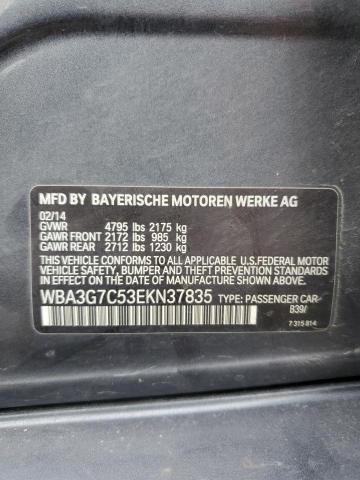 MFD BY BAYERISCHE MOTOREN WERKE AG
02/14
GVWR 4795 lbs 2175 kg
GAWR FRONT 2172 lbs 985 kg
GAWR REAR 2712 lbs 1230 kg
THIS VEHICLE CONFORMS TO ALL APPLICABLE U.S.FEDERAL MOTOR
VEHICLE SAFETY, BUMPER, AND THEFT PREVENTION STANDARDS
IN EFFECT ON THE DATE OF MANUFACTURE SHOWN ABOVE.
WBA3G7C53EKN37835 TYPE: PASSENGER CAR-
B39/
7 315 814